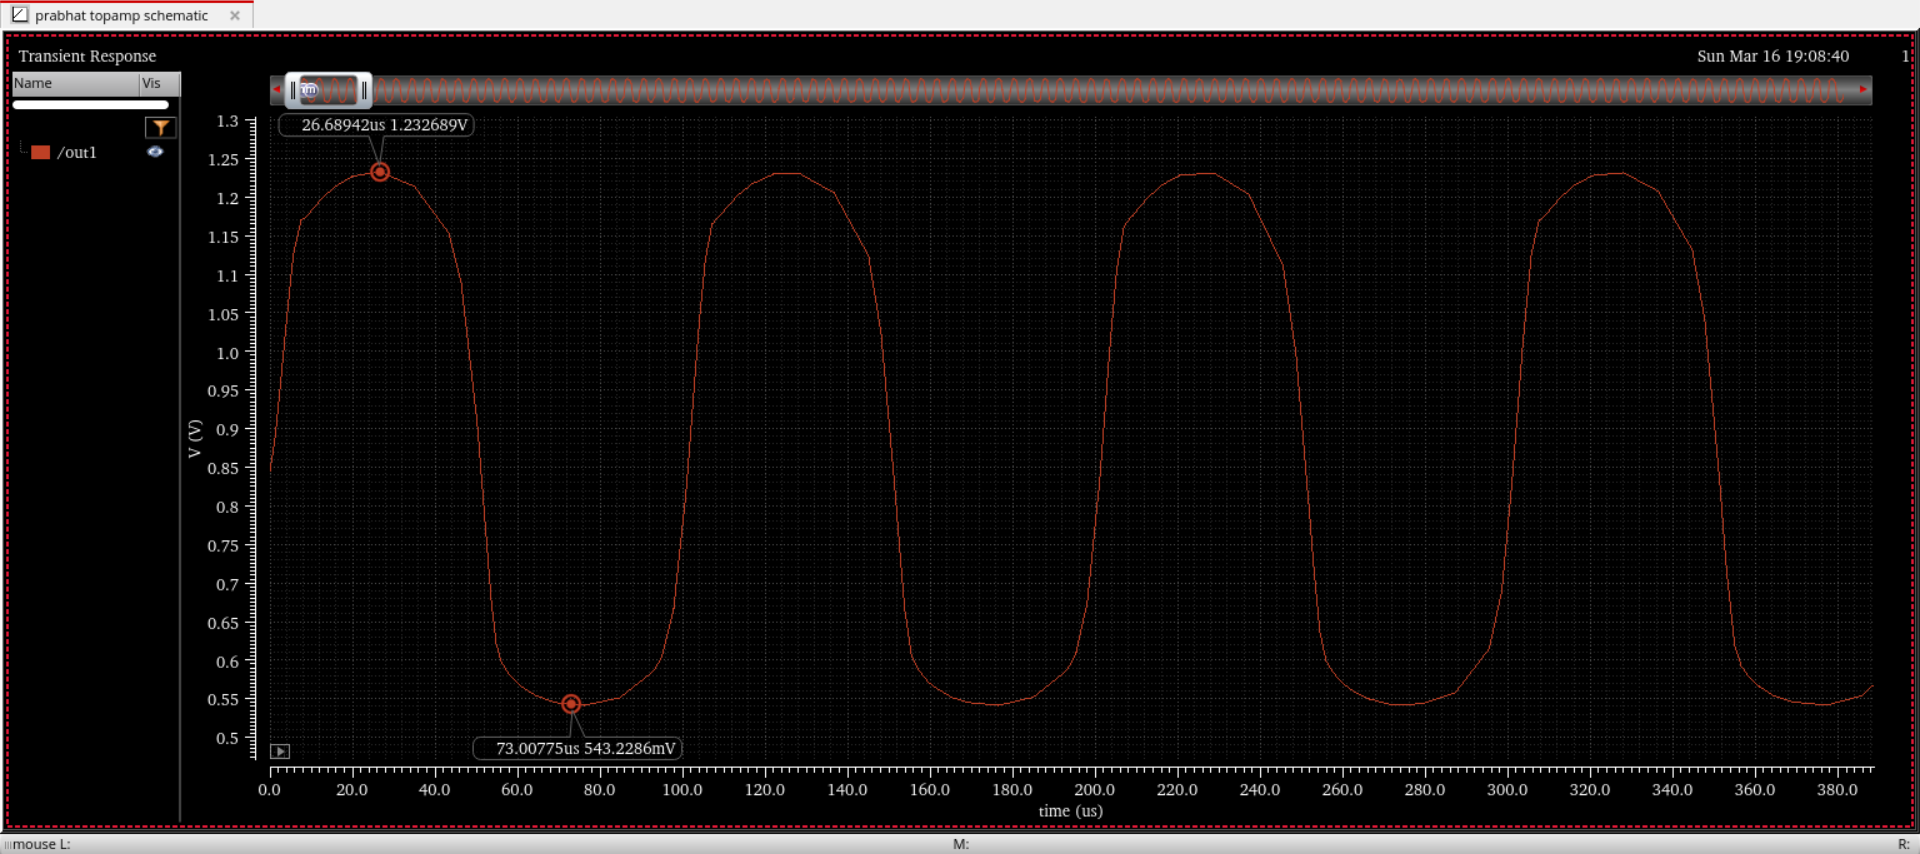 prabhat topamp schematic
Transient Response
Sun Mar 16 19:08:40
1
Name
Vis
/out1
26.68942us 1.232689V
1.3
1.25
1.2
1.15
1.1
1.05
1.0
0.95
0.9
0.85
0.8
0.75
0.7
0.65
0.6
0.55
0.5
V (V)
73.00775us 543.2286mV
0.0 20.0 40.0 60.0 80.0 100.0 120.0 140.0 160.0 180.0 200.0 220.0 240.0 260.0 280.0 300.0 320.0 340.0 360.0 380.0
time (us)
mouse L:
M:
R: